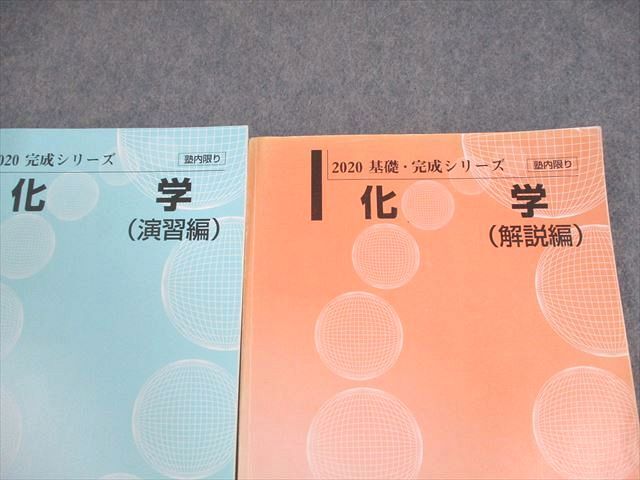 020 完成シリーズ
塾内限り
化 学
（演習編）
2020 基礎・完成シリーズ
塾内限り
化 学
（解説編）